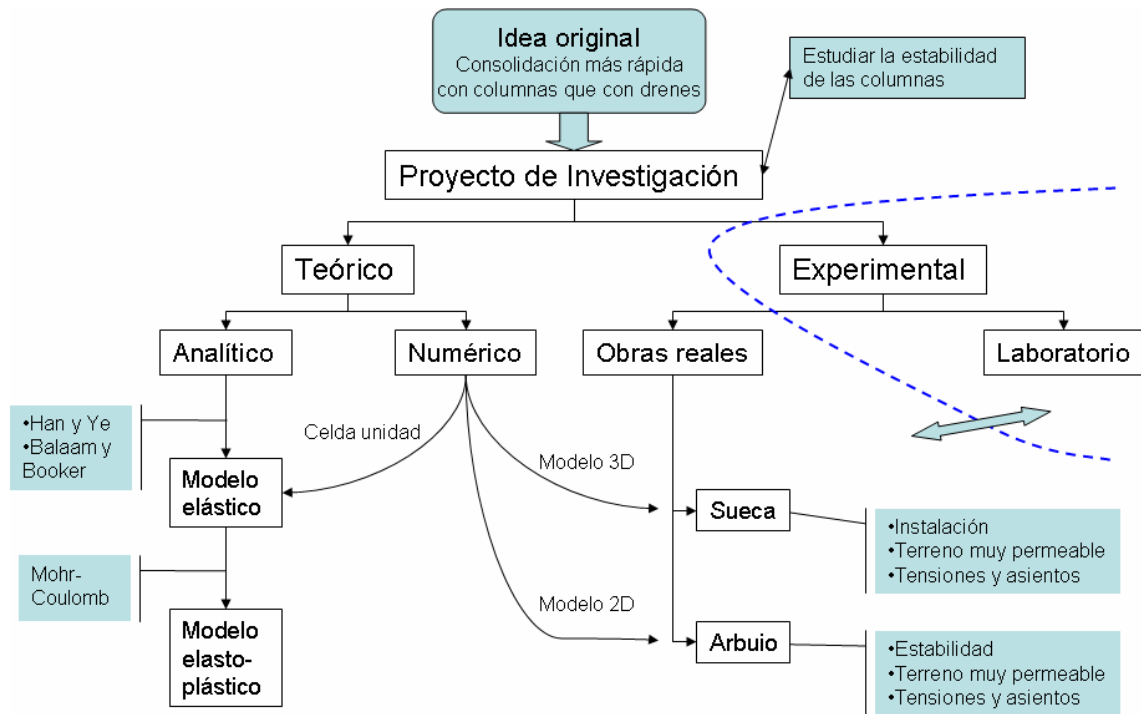 Idea original
Consolidación más rápida
con columnas que con drenes
Estudiar la estabilidad
de las columnas
Proyecto de Investigación
Teórico
Experimental
Analítico
Numérico
Obras reales
Laboratorio
•Han y Ye
•Balaam y
Booker
Celda unidad
Modelo 3D
Modelo
elástico
Sueca
•Instalación
•Terreno muy permeable
•Tensiones y asientos
Mohr-
Coulomb
Modelo 2D
Modelo
elasto-
plástico
Arbuio
•Estabilidad
•Terreno muy permeable
•Tensiones y asientos